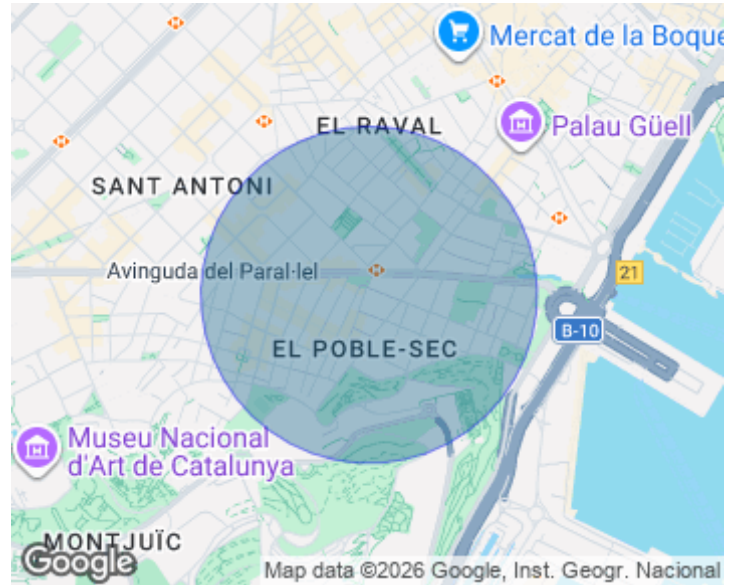 Mercat de la Boque
EL RAVAL
Palau Güell
SANT ANTONI
Avinguda del Paral·lel
21
B-10
EL POBLE-SEC
Museu Nacional
d'Art de Catalunya
MONTJUÏC
Google
Map data ©2026 Google, Inst. Geogr. Nacional